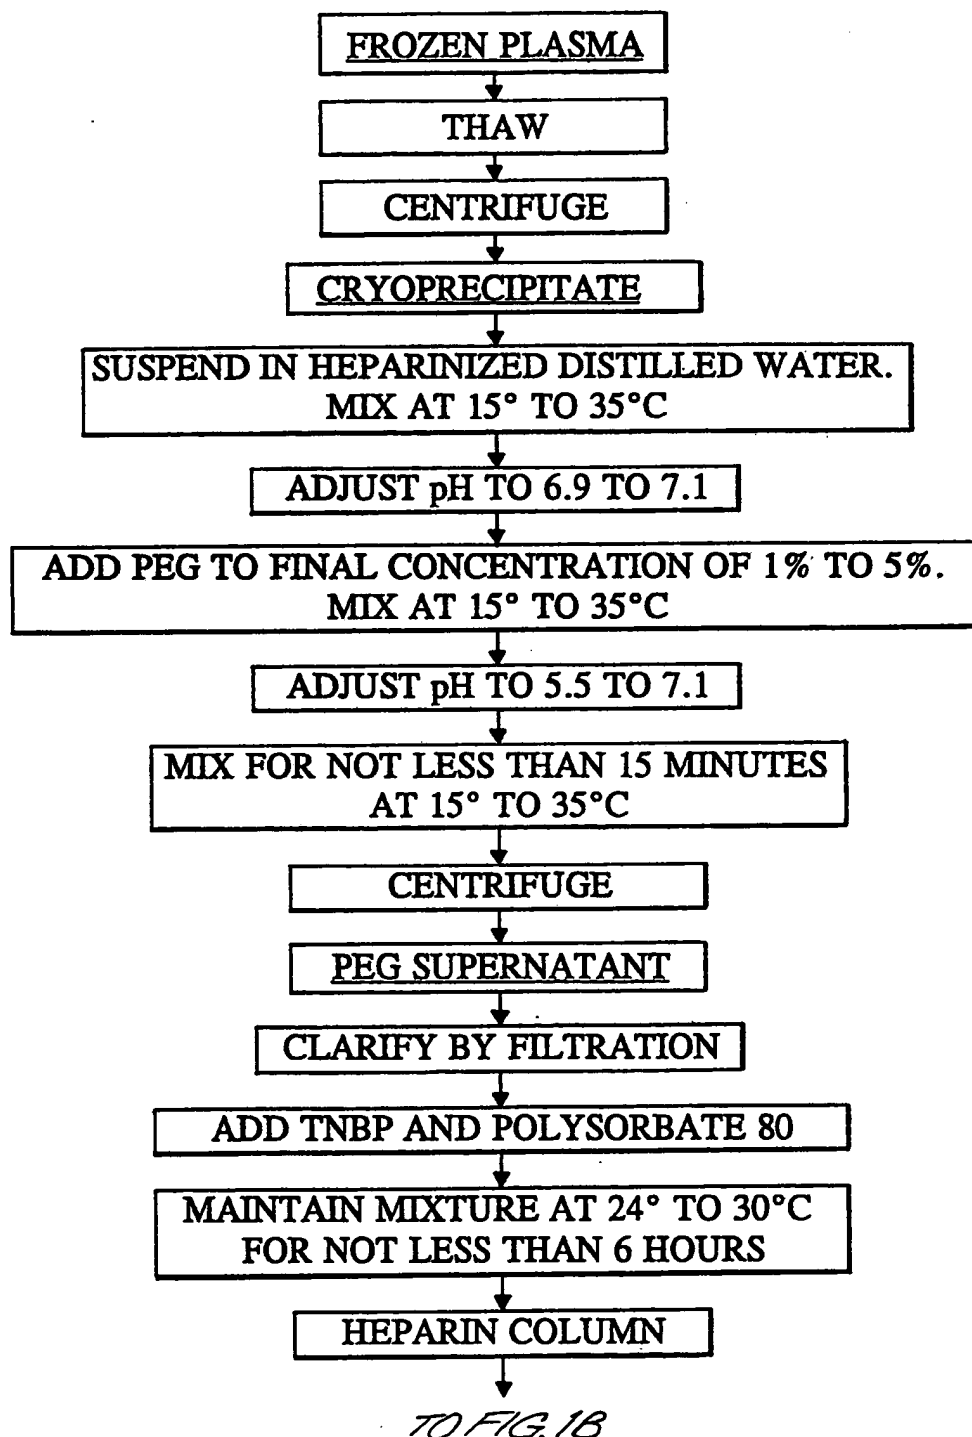 FROZEN PLASMA
THAW
CENTRIFUGE
CRYOPRECIPITATE
SUSPEND IN HEPARINIZED DISTILLED WATER.
MIX AT 15° TO 35°C
ADJUST pH TO 6.9 TO 7.1
ADD PEG TO FINAL CONCENTRATION OF 1% TO 5%.
MIX AT 15° TO 35°C
ADJUST pH TO 5.5 TO 7.1
MIX FOR NOT LESS THAN 15 MINUTES
AT 15° TO 35°C
CENTRIFUGE
PEG SUPERNATANT
CLARIFY BY FILTRATION
ADD TNBP AND POLYSORBATE 80
MAINTAIN MIXTURE AT 24° TO 30°C
FOR NOT LESS THAN 6 HOURS
HEPARIN COLUMN
TO FIG. 1B